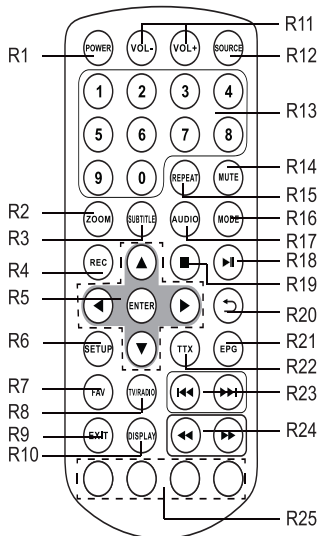 R11
R1 POWER VOL- VOL+ SOURCE R12
1 2 3 4
R13
5 6 7 8
R14
9 0 REPEAT MUTE
R15
R2 ZOOM SUBTITLE AUDIO MODE R16
R3 R17
REC R18
R4 R19
R5 ENTER
R20
R6 SETUP TTX EPG R21
R22
R7 FAV TV/RADIO R23
R8
R9 EXIT DISPLAY R24
R10
R25